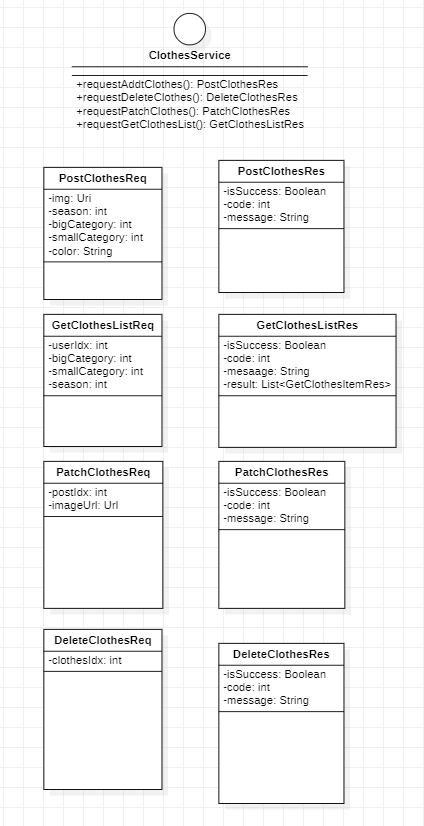 ClothesService
+requestAddtClothes(): PostClothesRes
+requestDeleteClothes(): DeleteClothesRes
+requestPatchClothes(): PatchClothesRes
+requestGetClothesList(): GetClothesListRes
PostClothesReq
-img: Uri
-season: int
-bigCategory: int
-smallCategory: int
-color: String
PostClothesRes
-isSuccess: Boolean
-code: int
-message: String
GetClothesListReq
-userIdx: int
-bigCategory: int
-smallCategory: int
-season: int
GetClothesListRes
-isSuccess: Boolean
-code: int
-mesaage: String
-result: List<GetClothesItemRes>
PatchClothesReq
-postIdx: int
-imageUrl: Url
PatchClothesRes
-isSuccess: Boolean
-code: int
-message: String
DeleteClothesReq
-clothesIdx: int
DeleteClothesRes
-isSuccess: Boolean
-code: int
-message: String